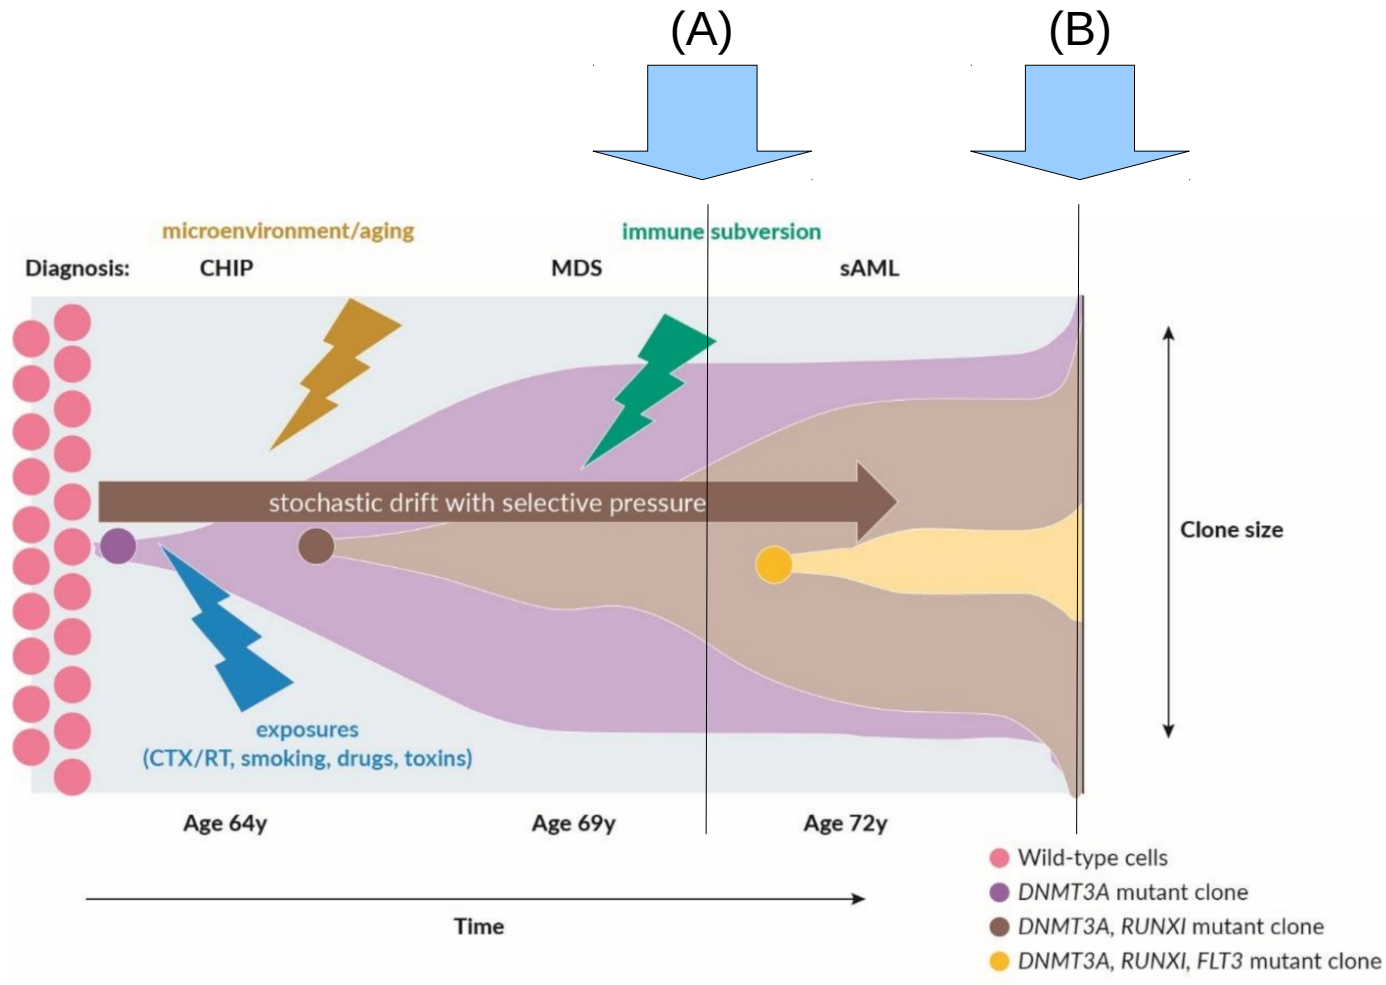 (A)
(B)
microenvironment/aging
immune subversion
Diagnosis:
CHIP
MDS
sAML
stochastic drift with selective pressure
Clone size
exposures
(CTX/RT, smoking, drugs, toxins)
Age 64y
Age 69y
Age 72y
Time
Wild-type cells
DNMT3A mutant clone
DNMT3A, RUNXI mutant clone
DNMT3A, RUNXI, FLT3 mutant clone